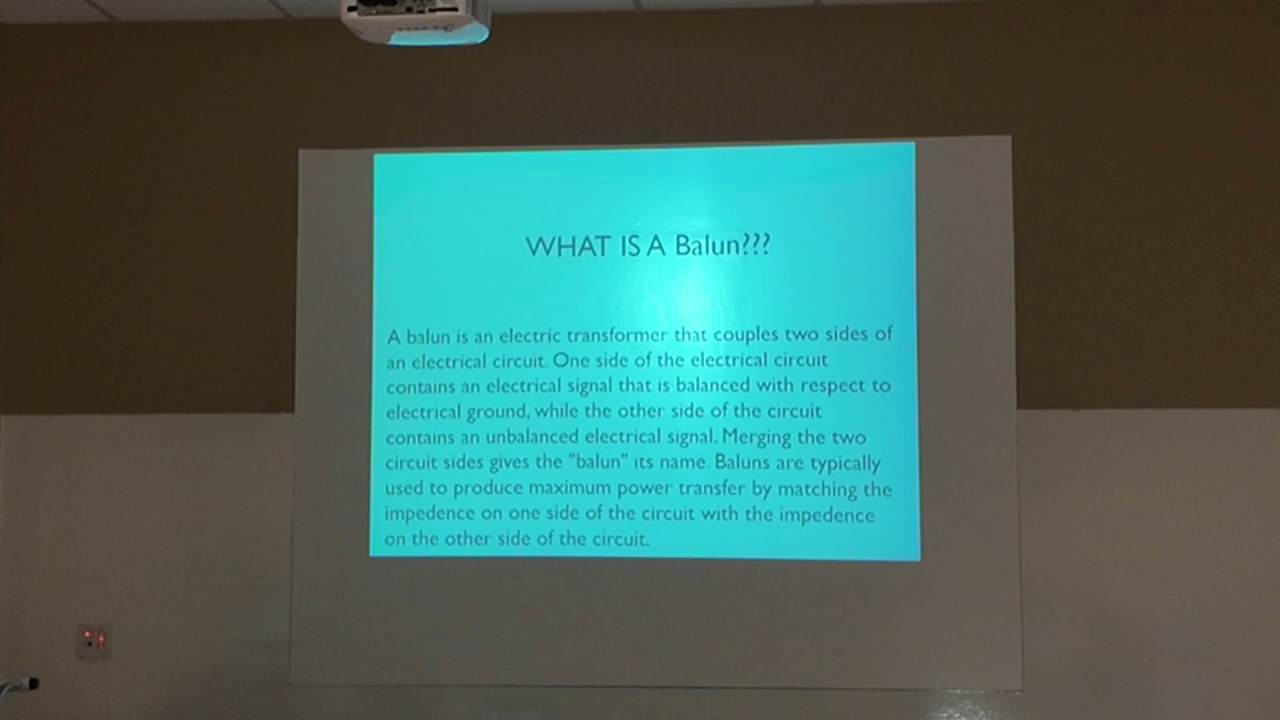 WHAT IS A Balun???
A balun is an electric transformer that couples two sides of
an electrical circuit. One side of the electrical circuit
contains an electrical signal that is balanced with respect to
electrical ground, while the other side of the circuit
contains an unbalanced electrical signal. Merging the two
circuit sides gives the "balun" its name. Baluns are typically
used to produce maximum power transfer by matching the
impedence on one side of the circuit with the impedence
on the other side of the circuit.